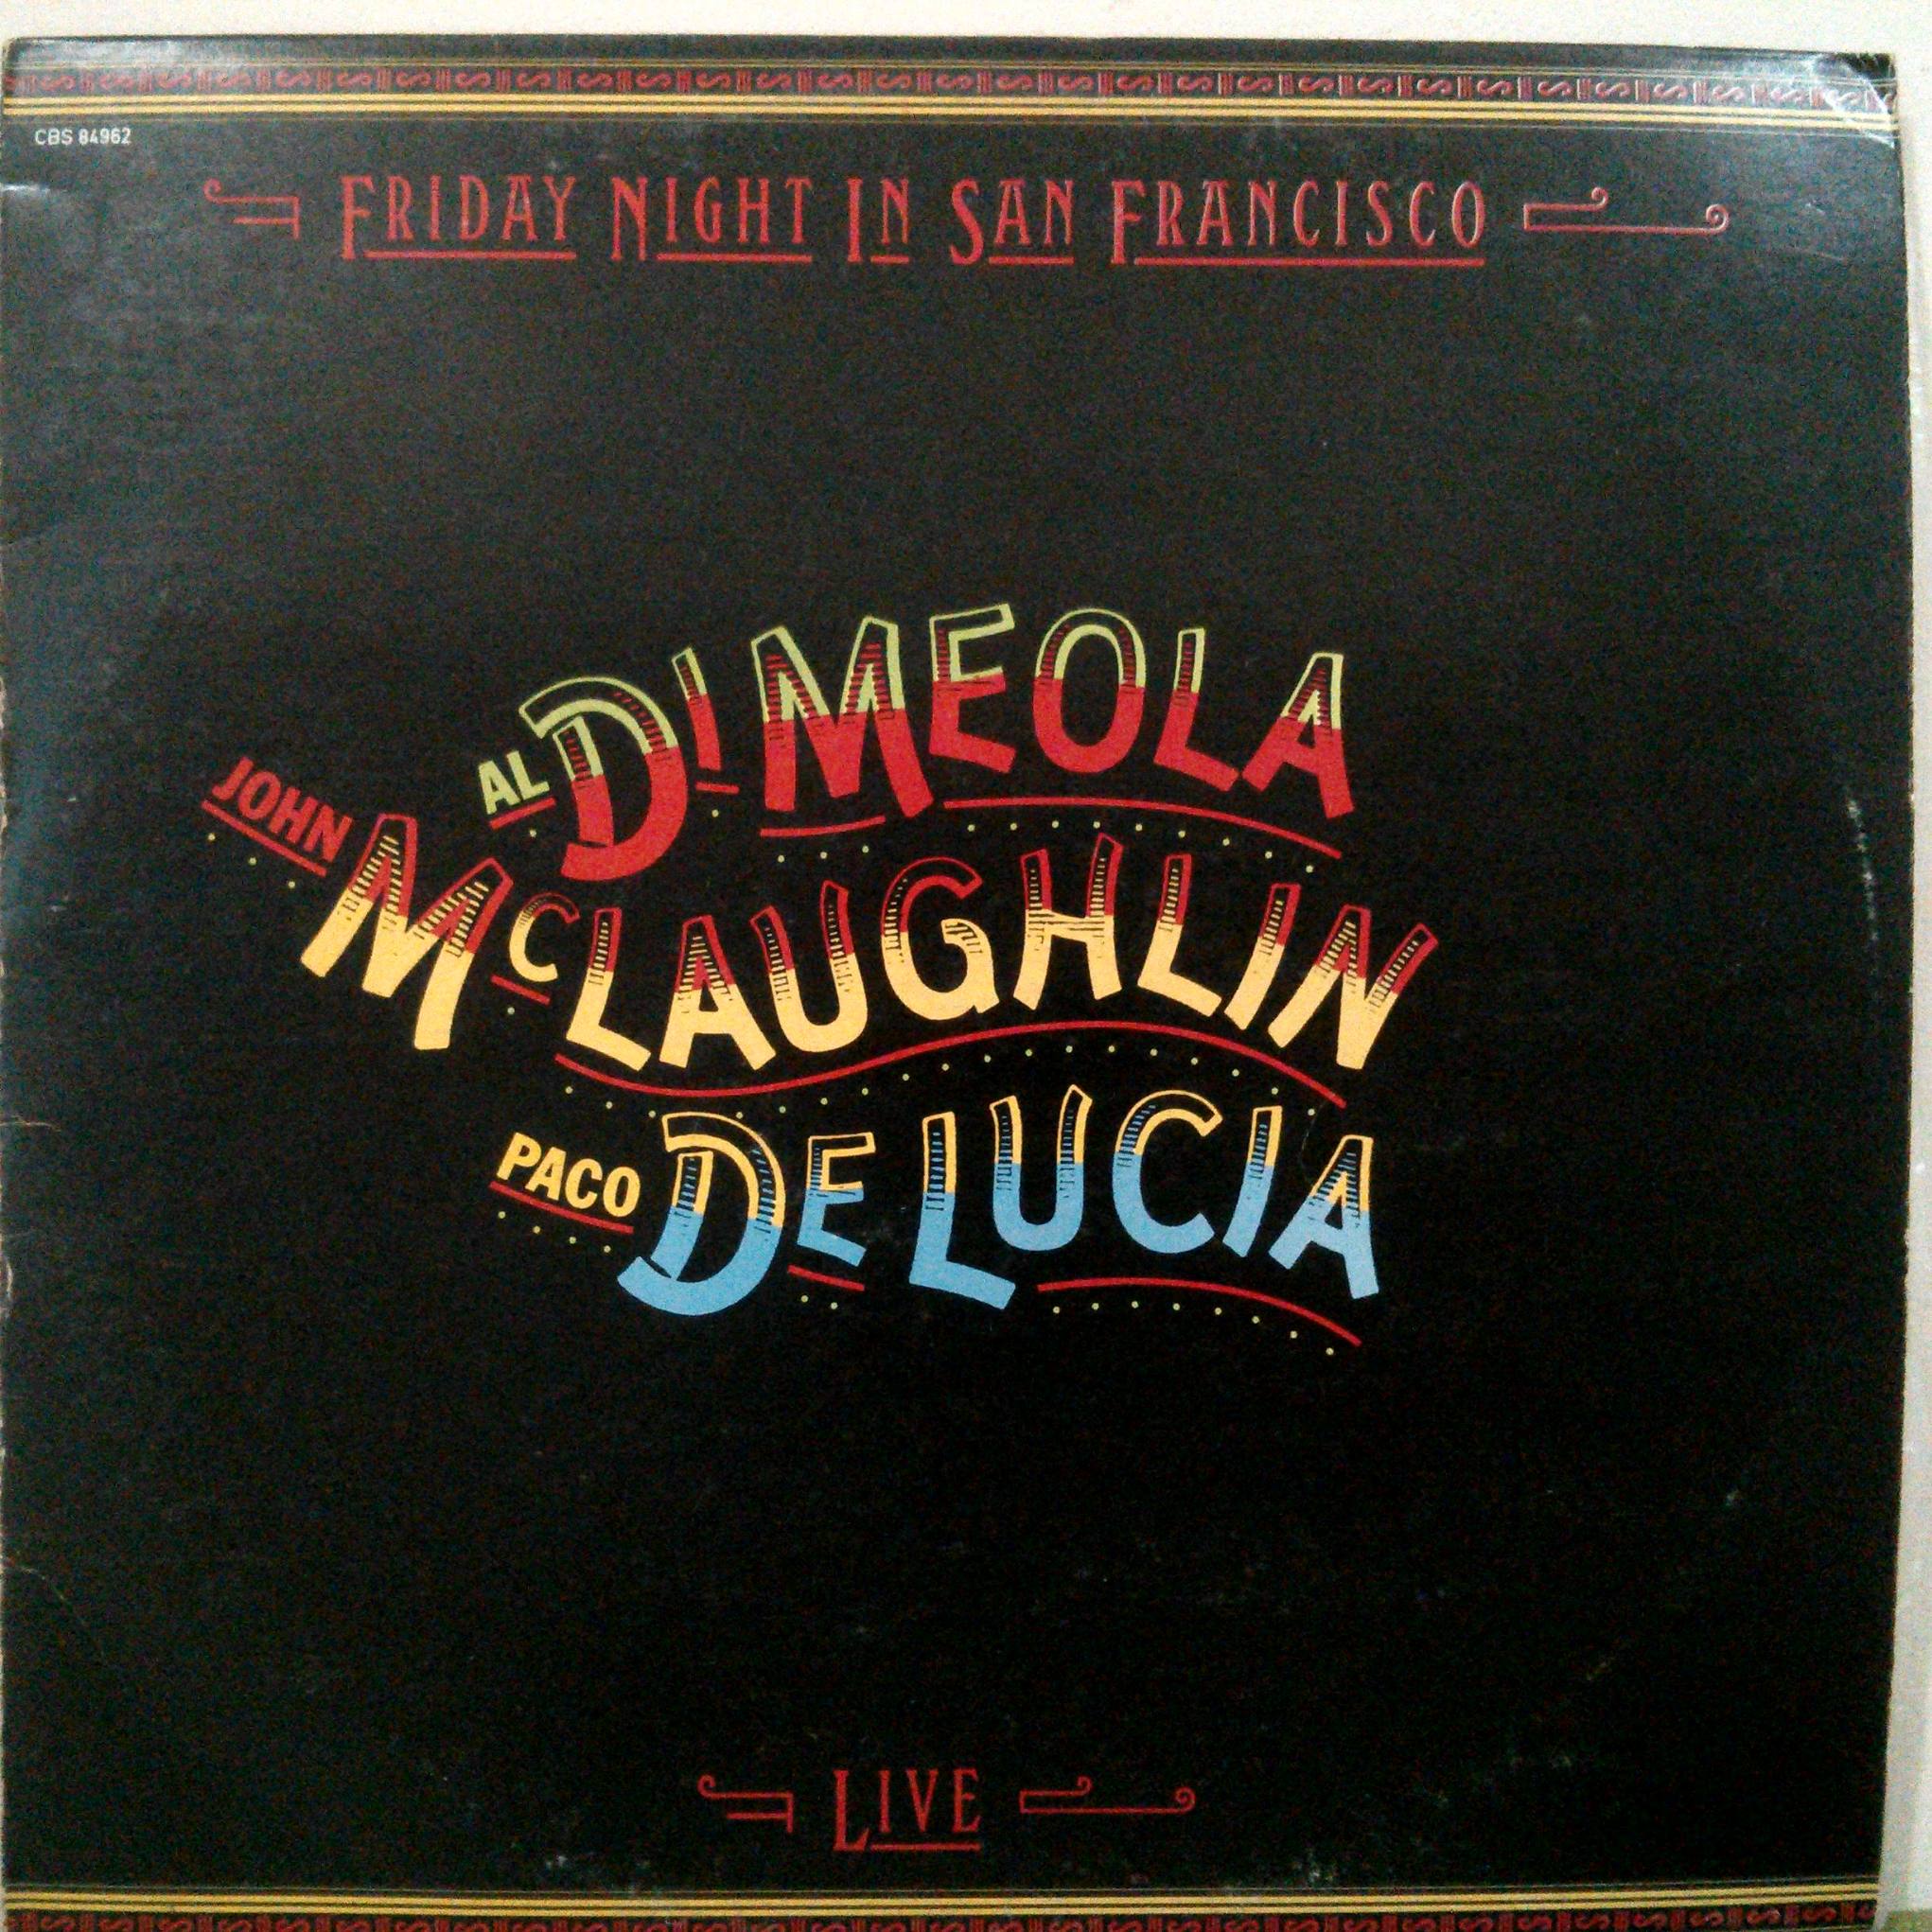 CBS 84962
FRIDAY NIGHT IN SAN FRANCISCO
AL DI MEOLA
JOHN MCLAUGHLIN
PACO DE LUCIA
LIVE